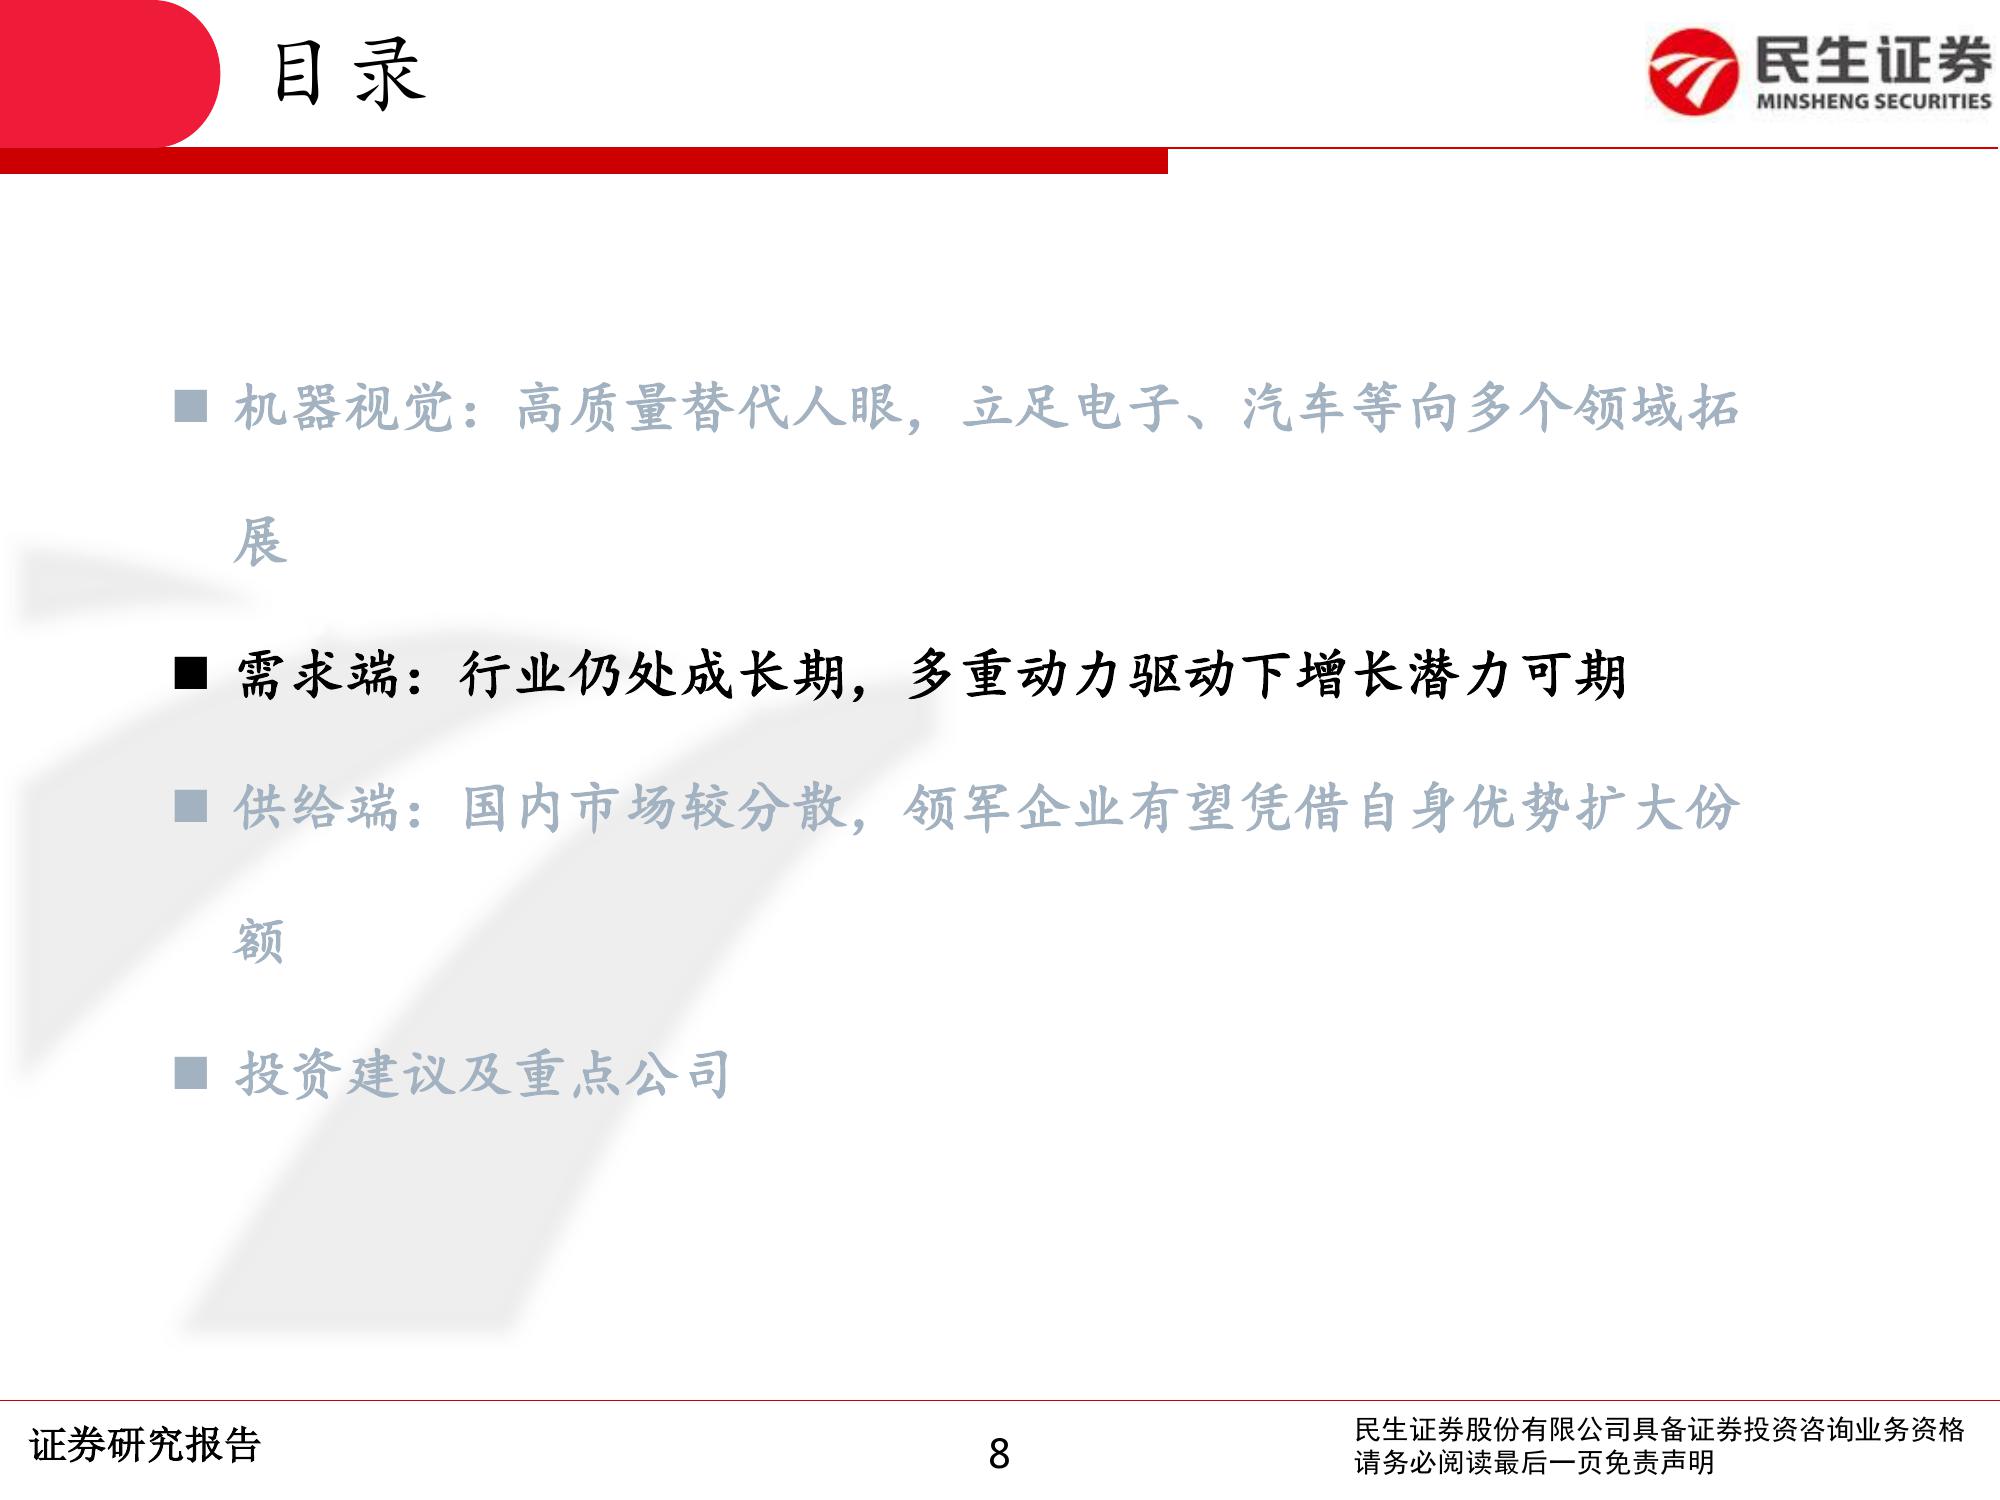 目录
民生证券
MINSHENG SECURITIES
■ 机器视觉：高质量替代人眼，立足电子、汽车等向多个领域拓
展
■ 需求端：行业仍处成长期，多重动力驱动下增长潜力可期
■ 供给端：国内市场较分散，领军企业有望凭借自身优势扩大份
额
■ 投资建议及重点公司
证券研究报告
8
民生证券股份有限公司具备证券投资咨询业务资格
请务必阅读最后一页免责声明